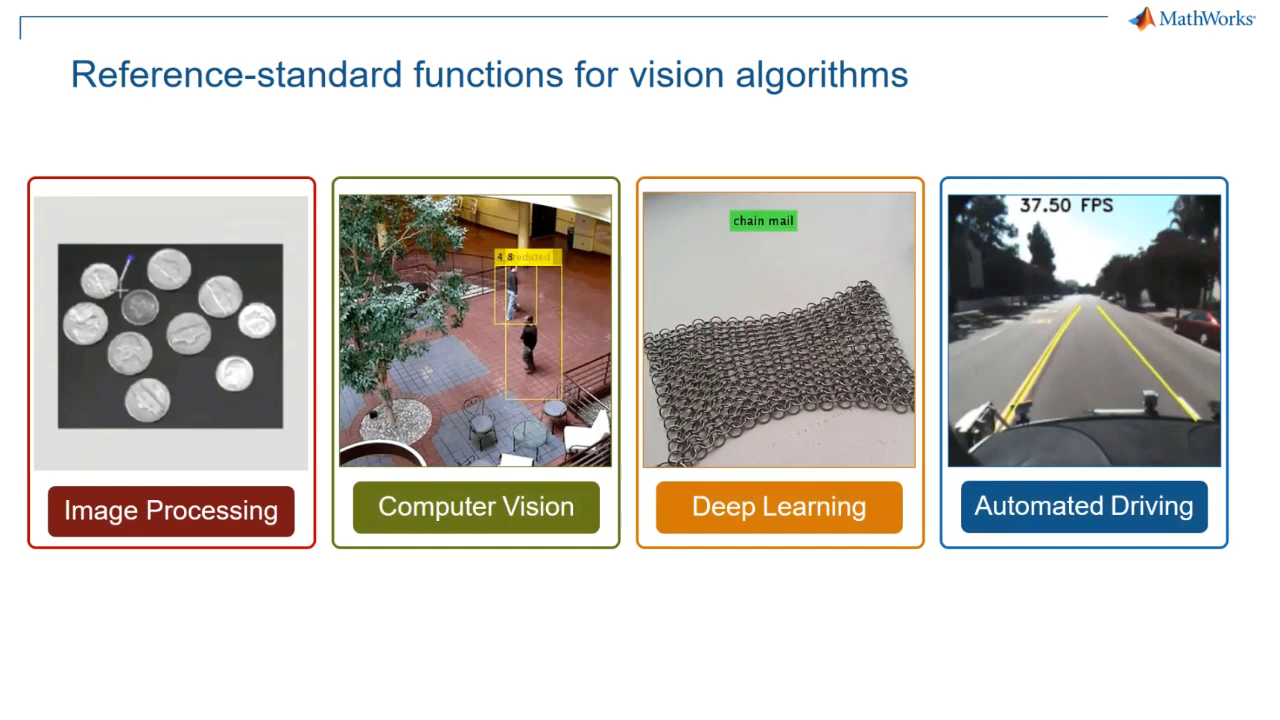 MathWorks
Reference-standard functions for vision algorithms
4 8 redicted
chain mail
37.50 FPS
Image Processing
Computer Vision
Deep Learning
Automated Driving